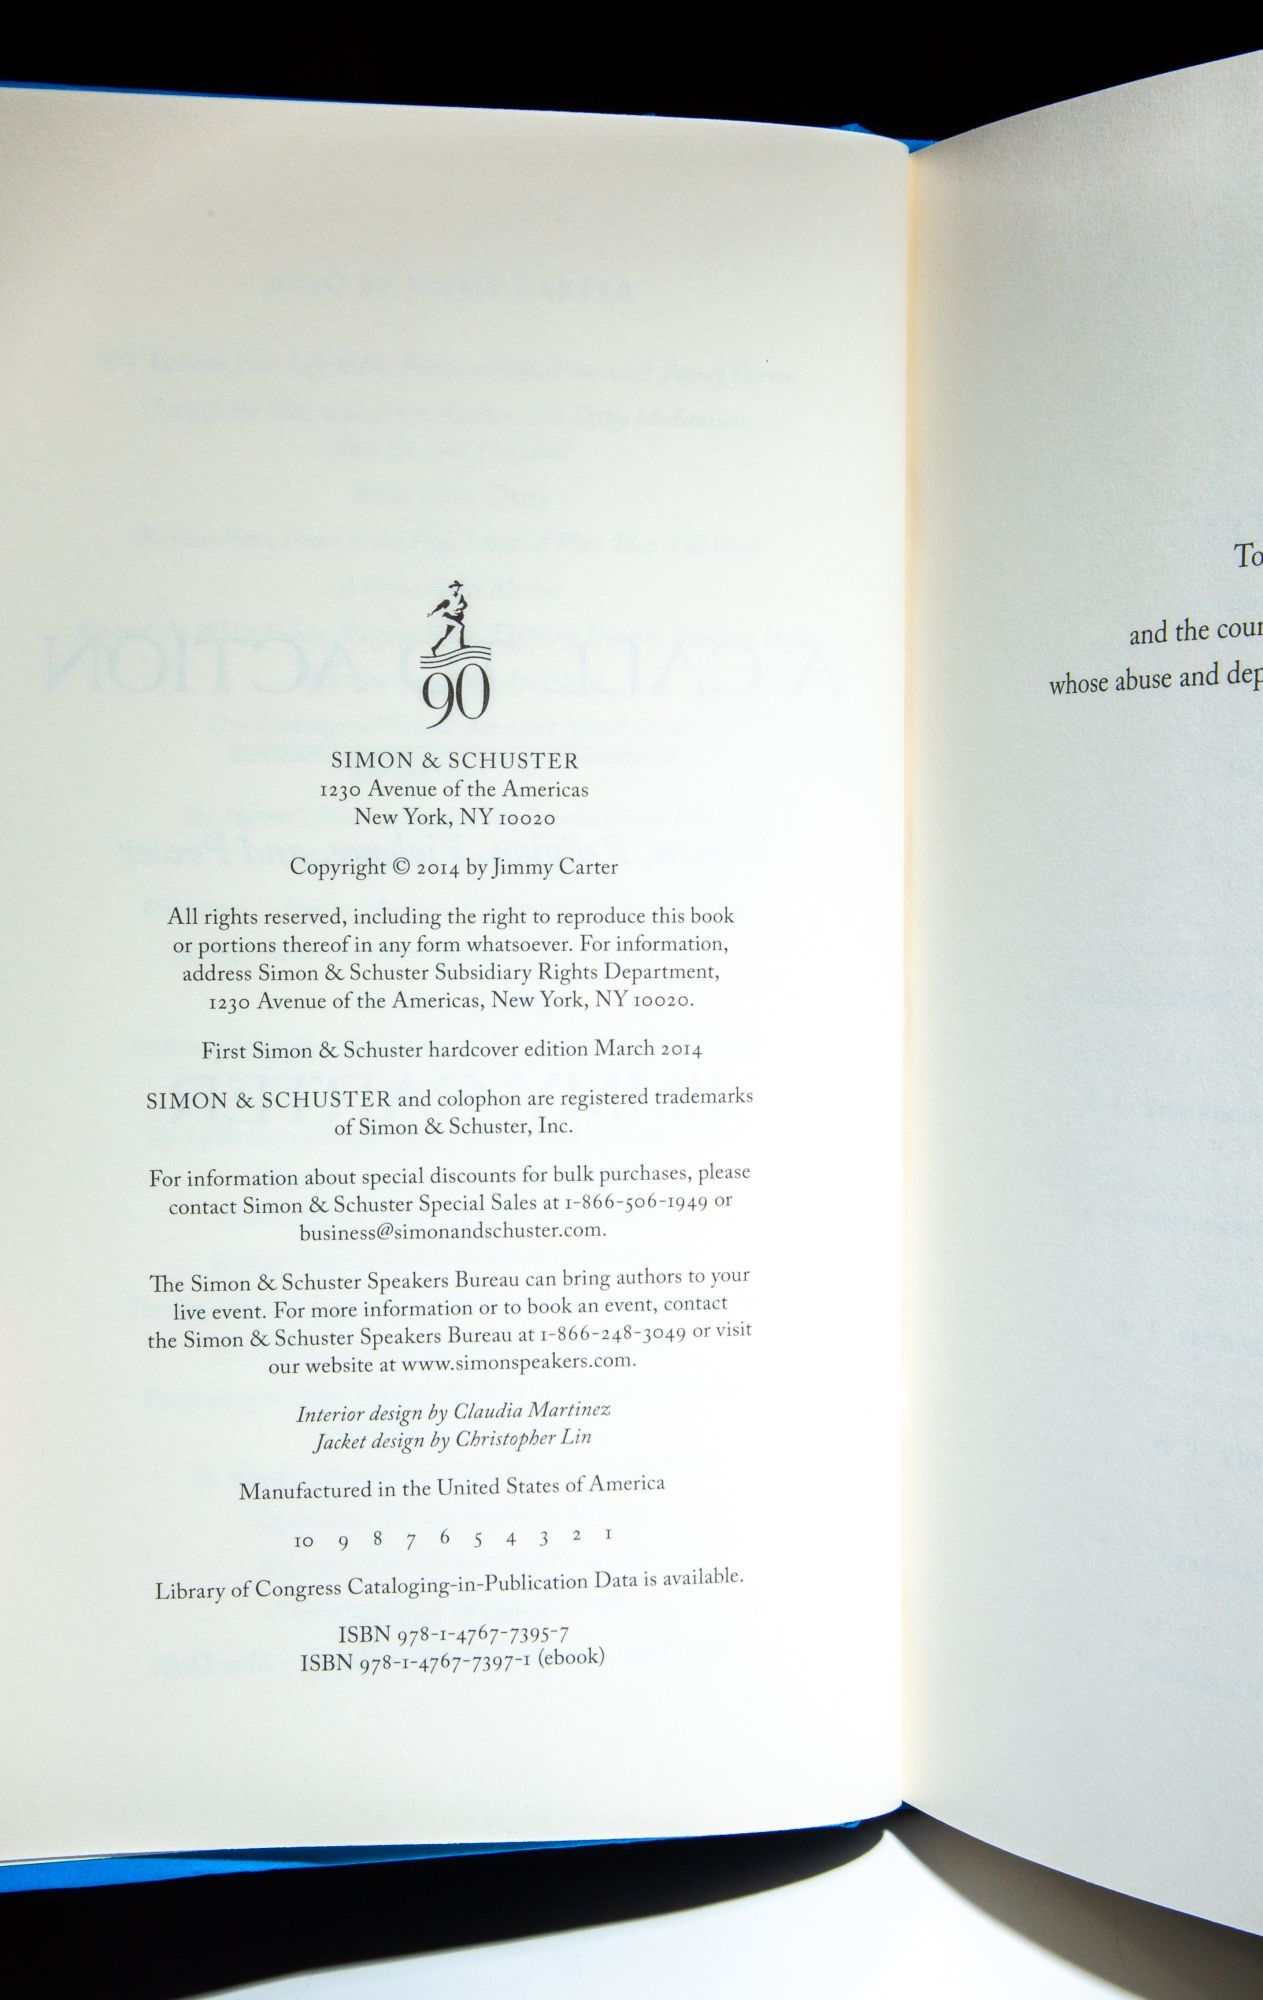 90
SIMON & SCHUSTER
1230 Avenue of the Americas
New York, NY 10020
Copyright © 2014 by Jimmy Carter
All rights reserved, including the right to reproduce this book
or portions thereof in any form whatsoever. For information,
address Simon & Schuster Subsidiary Rights Department,
1230 Avenue of the Americas, New York, NY 10020.
First Simon & Schuster hardcover edition March 2014
SIMON & SCHUSTER and colophon are registered trademarks
of Simon & Schuster, Inc.
For information about special discounts for bulk purchases, please
contact Simon & Schuster Special Sales at 1-866-506-1949 or
business@simonandschuster.com.
The Simon & Schuster Speakers Bureau can bring authors to your
live event. For more information or to book an event, contact
the Simon & Schuster Speakers Bureau at 1-866-248-3049 or visit
our website at www.simonspeakers.com.
Interior design by Claudia Martinez
Jacket design by Christopher Lin
Manufactured in the United States of America
10 9 8 7 6 5 4 3 2 1
Library of Congress Cataloging-in-Publication Data is available.
ISBN 978-1-4767-7395-7
ISBN 978-1-4767-7397-1 (ebook)
To
and the
whose abuse and